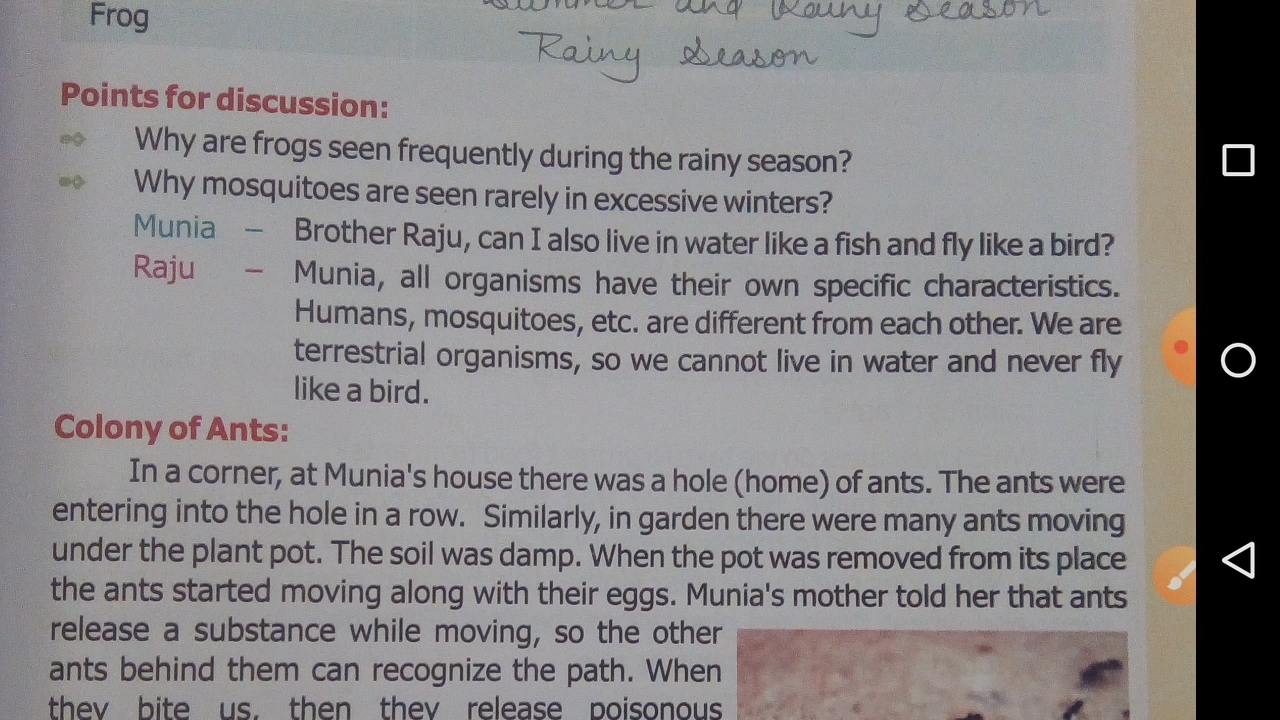 Summer and Rainy Season
Frog
Rainy Season
Points for discussion:
Why are frogs seen frequently during the rainy season?
Why mosquitoes are seen rarely in excessive winters?
Munia – Brother Raju, can I also live in water like a fish and fly like a bird?
Raju – Munia, all organisms have their own specific characteristics.
Humans, mosquitoes, etc. are different from each other. We are
terrestrial organisms, so we cannot live in water and never fly
like a bird.
Colony of Ants:
In a corner, at Munia's house there was a hole (home) of ants. The ants were
entering into the hole in a row. Similarly, in garden there were many ants moving
under the plant pot. The soil was damp. When the pot was removed from its place
the ants started moving along with their eggs. Munia's mother told her that ants
release a substance while moving, so the other
ants behind them can recognize the path. When
they bite us, then they release poisonous